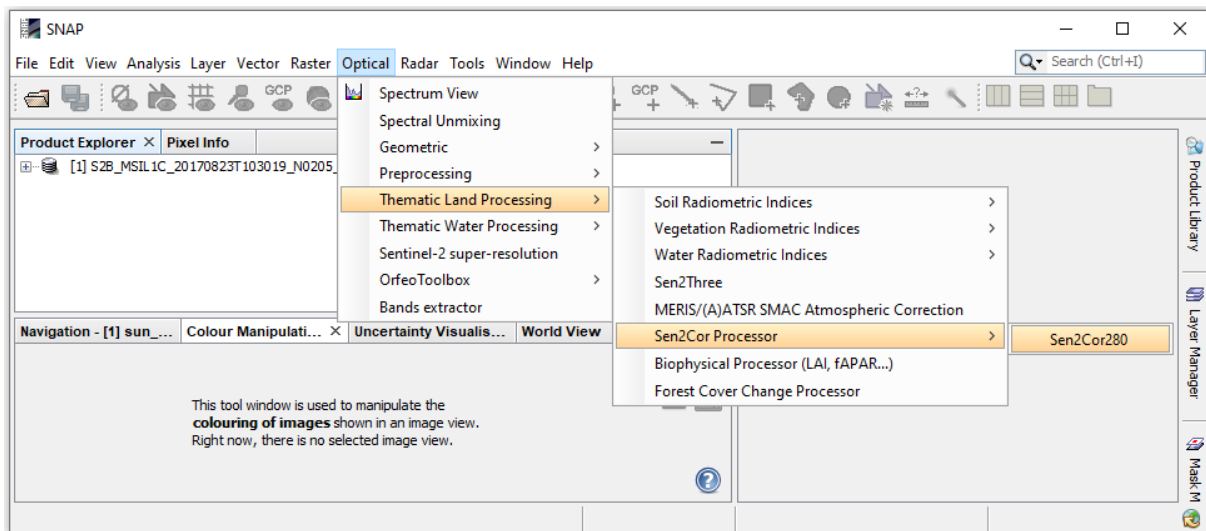 SNAP
File Edit View Analysis Layer Vector Raster Optical Radar Tools Window Help
Search (Ctrl+I)
GCP
GCP
Spectrum View
Spectral Unmixing
Geometric
Preprocessing
Thematic Land Processing
Thematic Water Processing
Sentinel-2 super-resolution
OrfeoToolbox
Bands extractor
Product Explorer Pixel Info
[1] S2B_MSIL1C_20170823T103019_N0205_
Soil Radiometric Indices
Vegetation Radiometric Indices
Water Radiometric Indices
Sen2Three
MERIS/(A)ATSR SMAC Atmospheric Correction
Sen2Cor Processor
Biophysical Processor (LAI, fAPAR...)
Forest Cover Change Processor
Sen2Cor280
Navigation - [1] sun_... Colour Manipulati... Uncertainty Visualis... World View
This tool window is used to manipulate the
colouring of images shown in an image view.
Right now, there is no selected image view.
Product Library
Layer Manager
Mask M